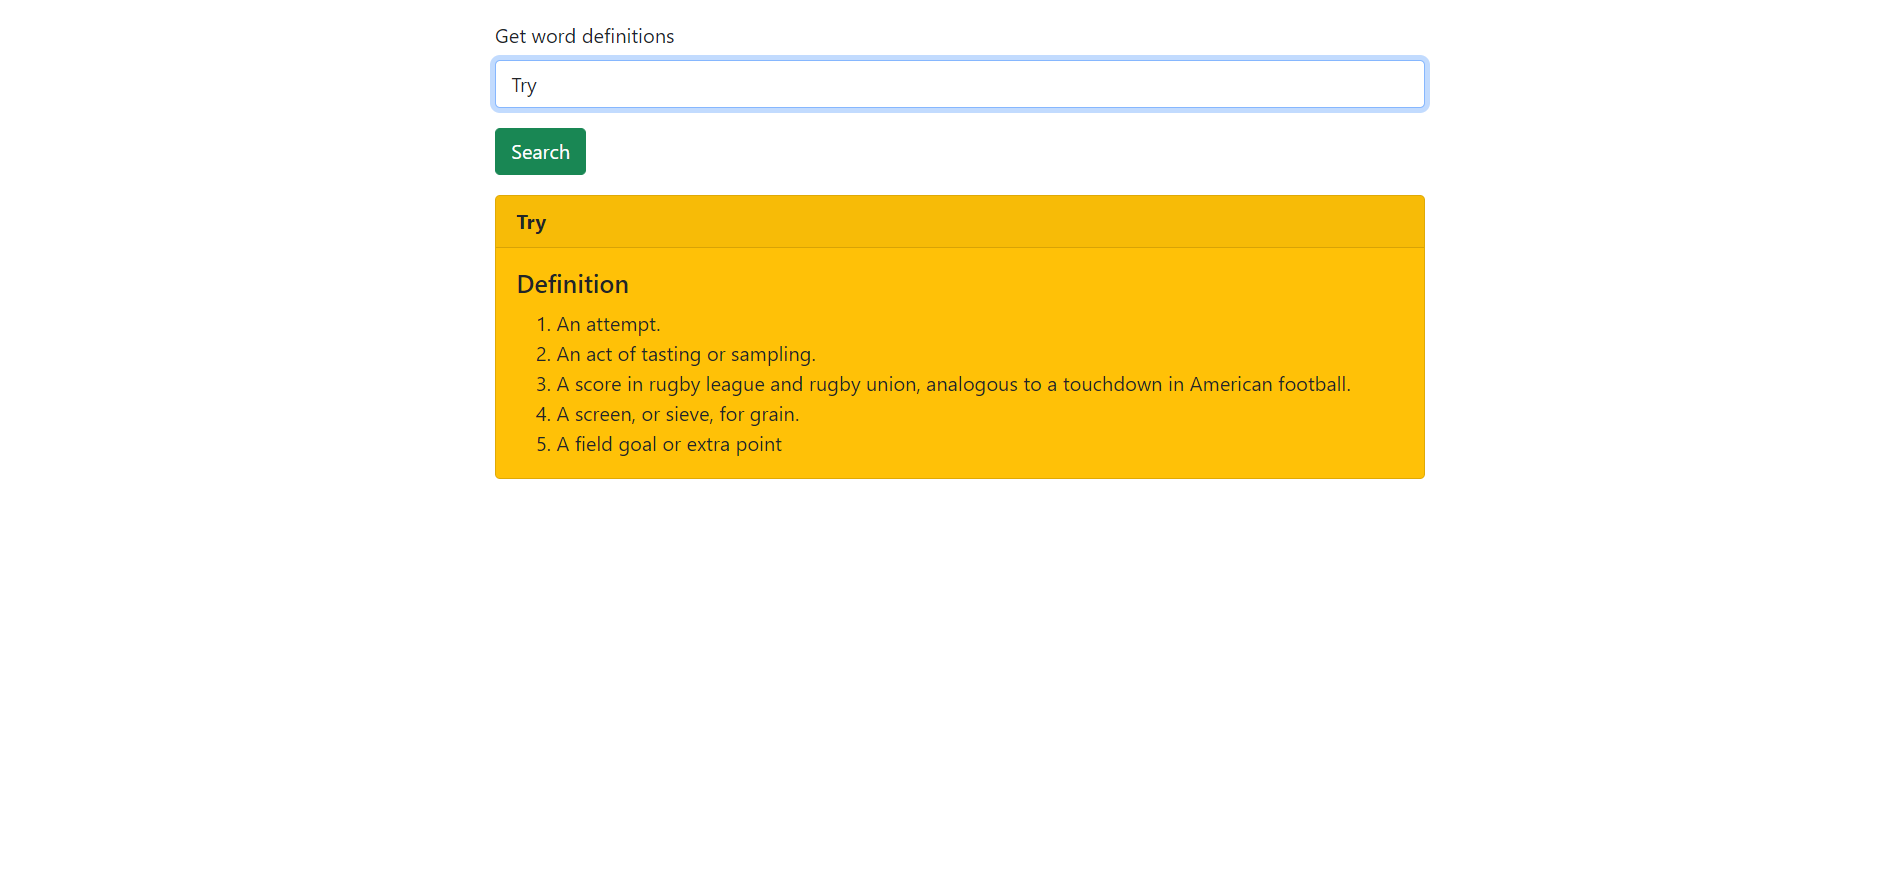 Get word definitions
Try
Search
Try
Definition
1. An attempt.
2. An act of tasting or sampling.
3. A score in rugby league and rugby union, analogous to a touchdown in American football.
4. A screen, or sieve, for grain.
5. A field goal or extra point